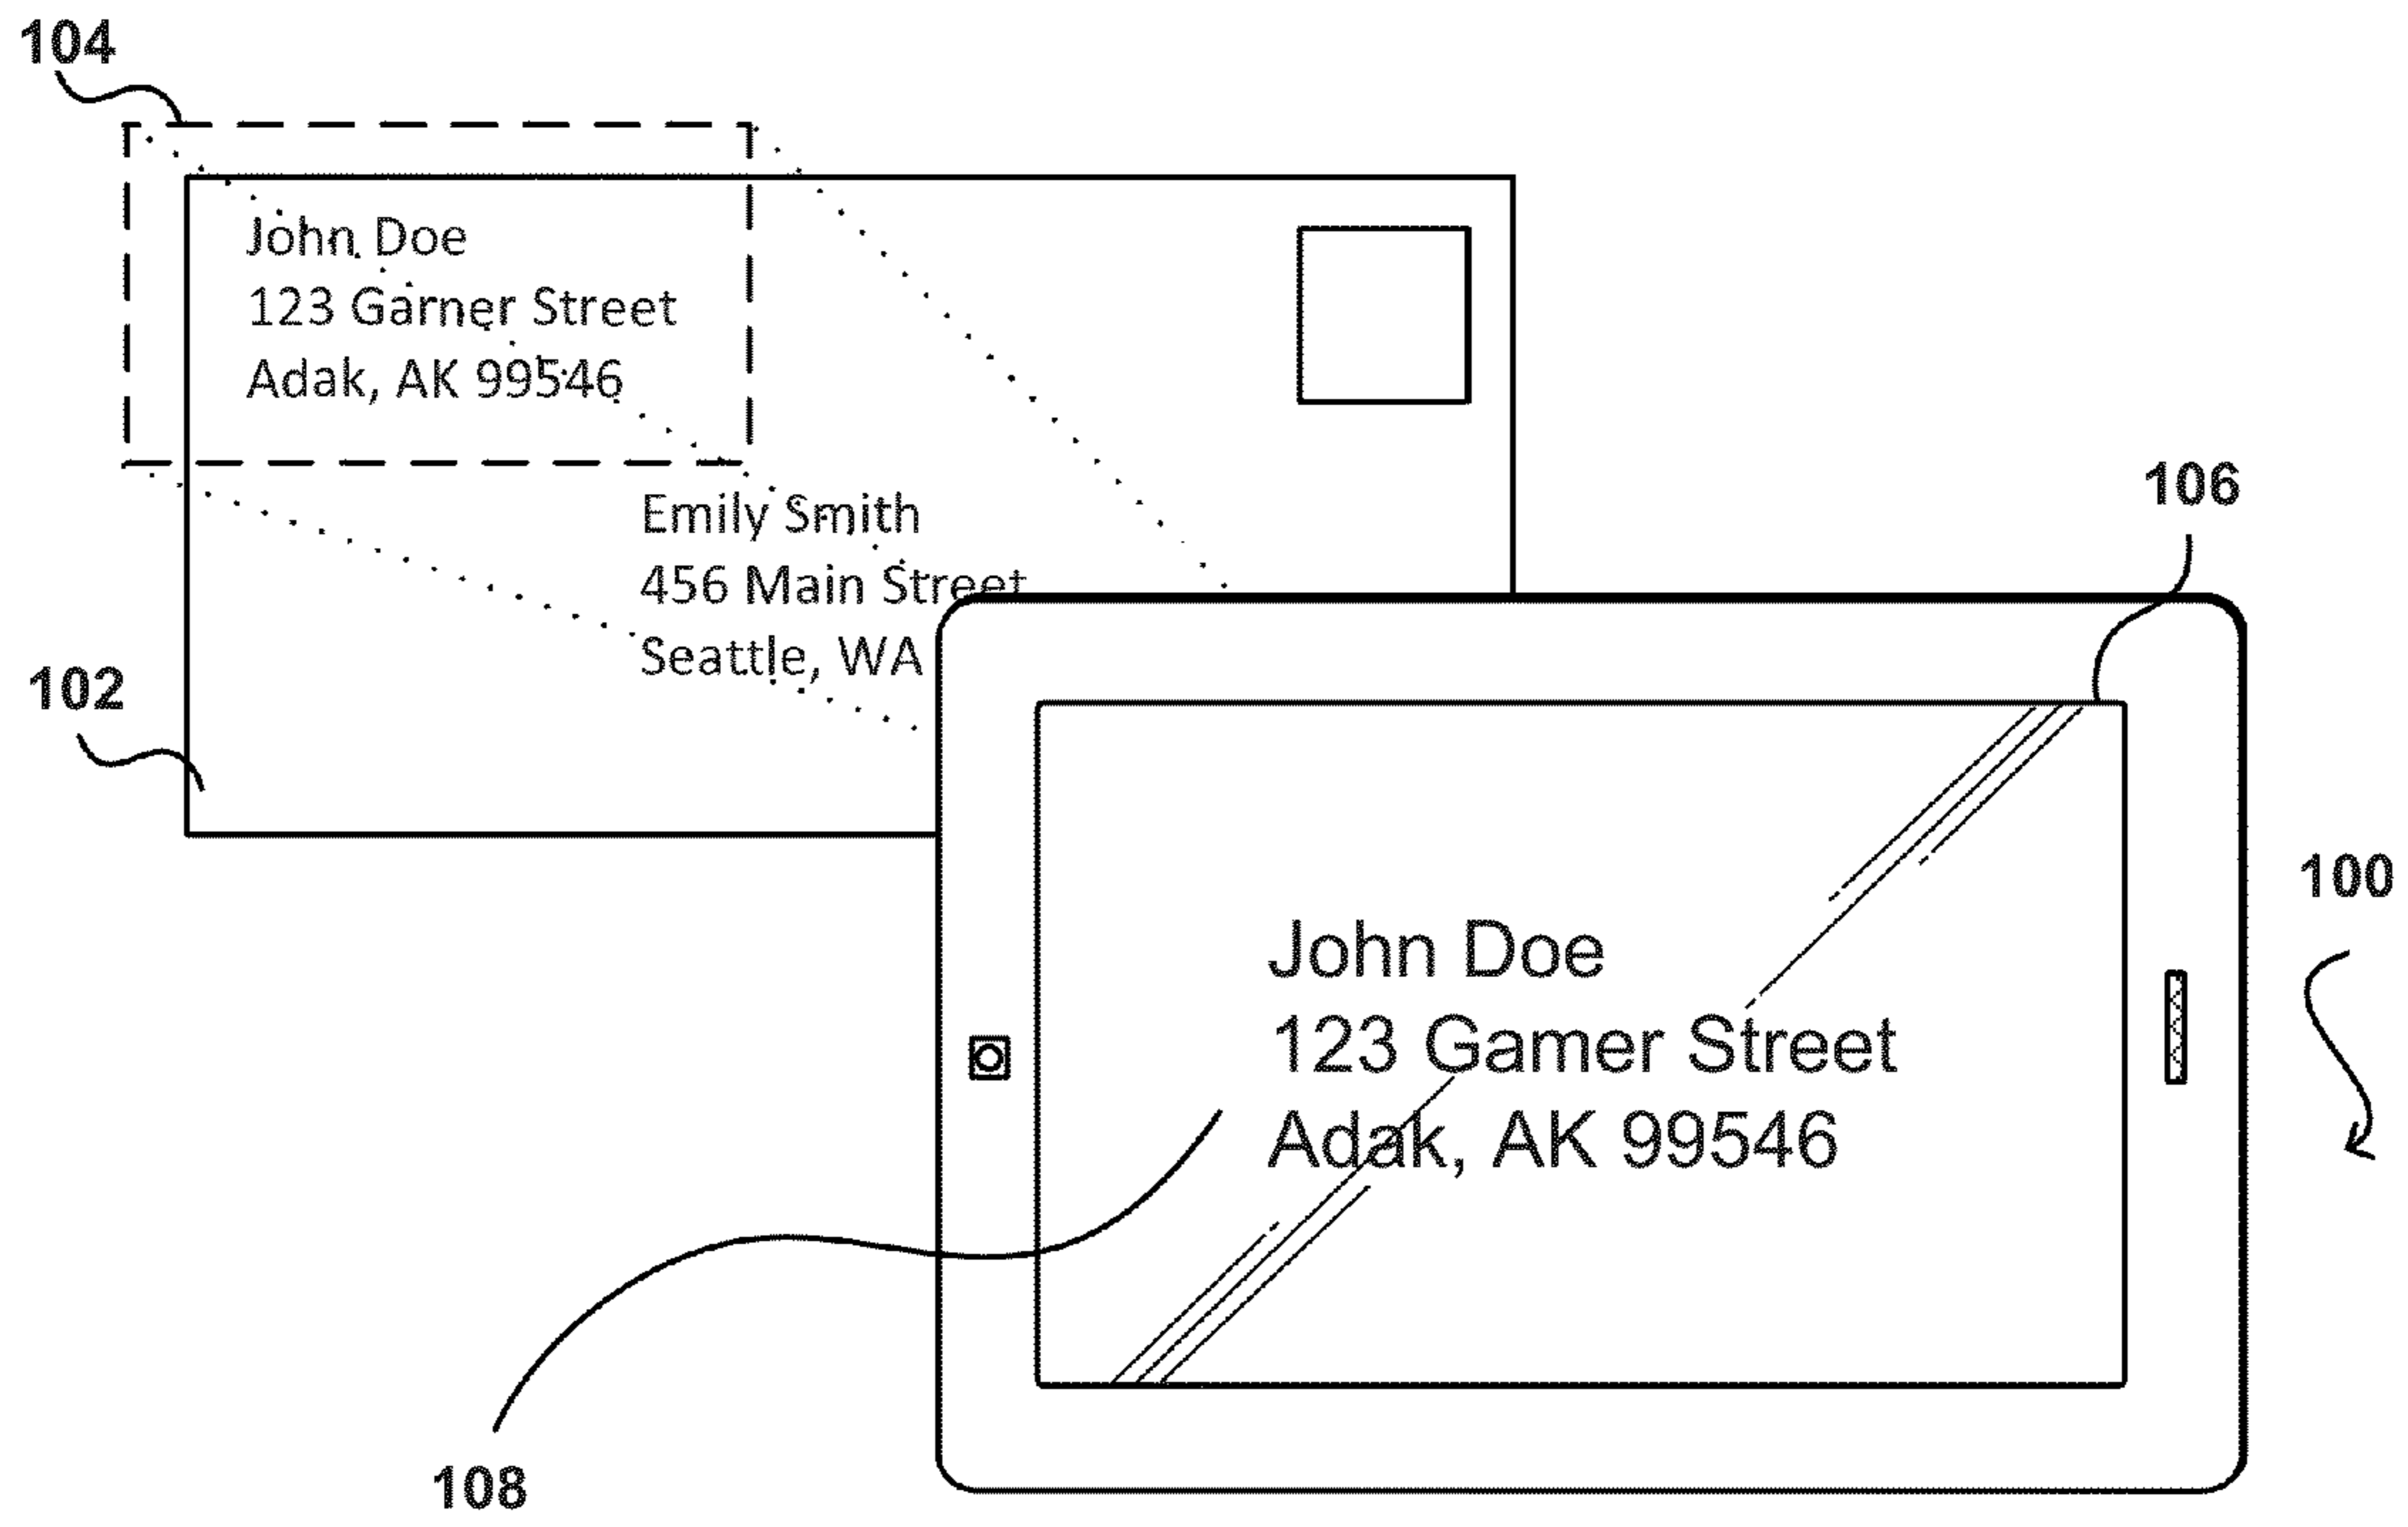 104
John Doe
123 Garner Street
Adak, AK 99546
Emily Smith
456 Main Street
Seattle, WA
102
106
100
John Doe
123 Gamer Street
Adak, AK 99546
108